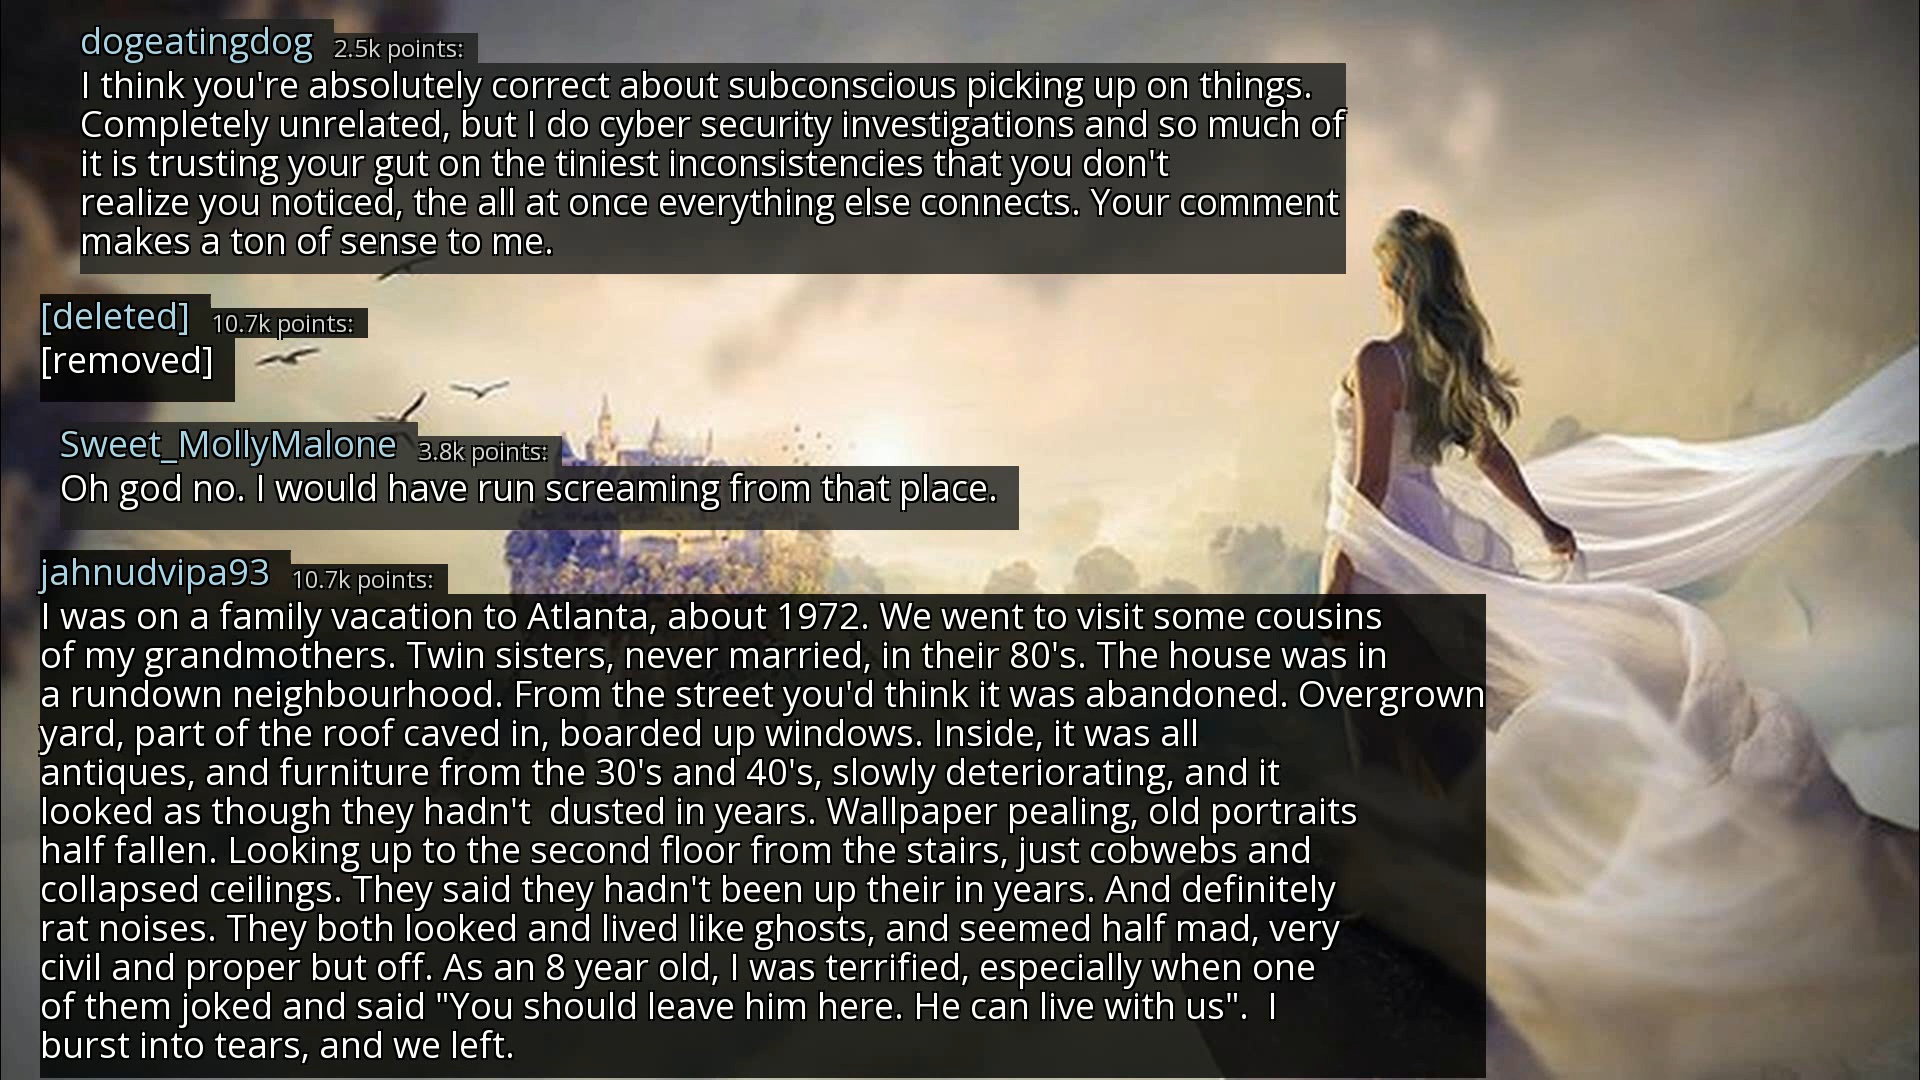 dogeatingdog 2.5k points:
I think you're absolutely correct about subconscious picking up on things.
Completely unrelated, but I do cyber security investigations and so much of
it is trusting your gut on the tiniest inconsistencies that you don't
realize you noticed, the all at once everything else connects. Your comment
makes a ton of sense to me.
[deleted] 10.7k points:
[removed]
Sweet_MollyMalone 3.8k points:
Oh god no. I would have run screaming from that place.
jahnudvipa93 10.7k points:
I was on a family vacation to Atlanta, about 1972. We went to visit some cousins
of my grandmothers. Twin sisters, never married, in their 80's. The house was in
a rundown neighbourhood. From the street you'd think it was abandoned. Overgrown
yard, part of the roof caved in, boarded up windows. Inside, it was all
antiques, and furniture from the 30's and 40's, slowly deteriorating, and it
looked as though they hadn't  dusted in years. Wallpaper pealing, old portraits
half fallen. Looking up to the second floor from the stairs, just cobwebs and
collapsed ceilings. They said they hadn't been up their in years. And definitely
rat noises. They both looked and lived like ghosts, and seemed half mad, very
civil and proper but off. As an 8 year old, I was terrified, especially when one
of them joked and said "You should leave him here. He can live with us".  I
burst into tears, and we left.